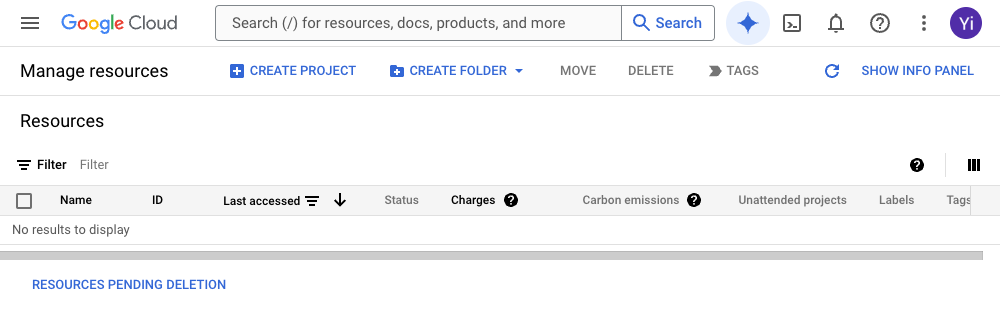 Google Cloud Search (/) for resources, docs, products, and more Search Yi
Manage resources CREATE PROJECT CREATE FOLDER MOVE DELETE TAGS SHOW INFO PANEL
Resources
Filter Filter
Name ID Last accessed Status Charges Carbon emissions Unattended projects Labels Tags
No results to display
RESOURCES PENDING DELETION